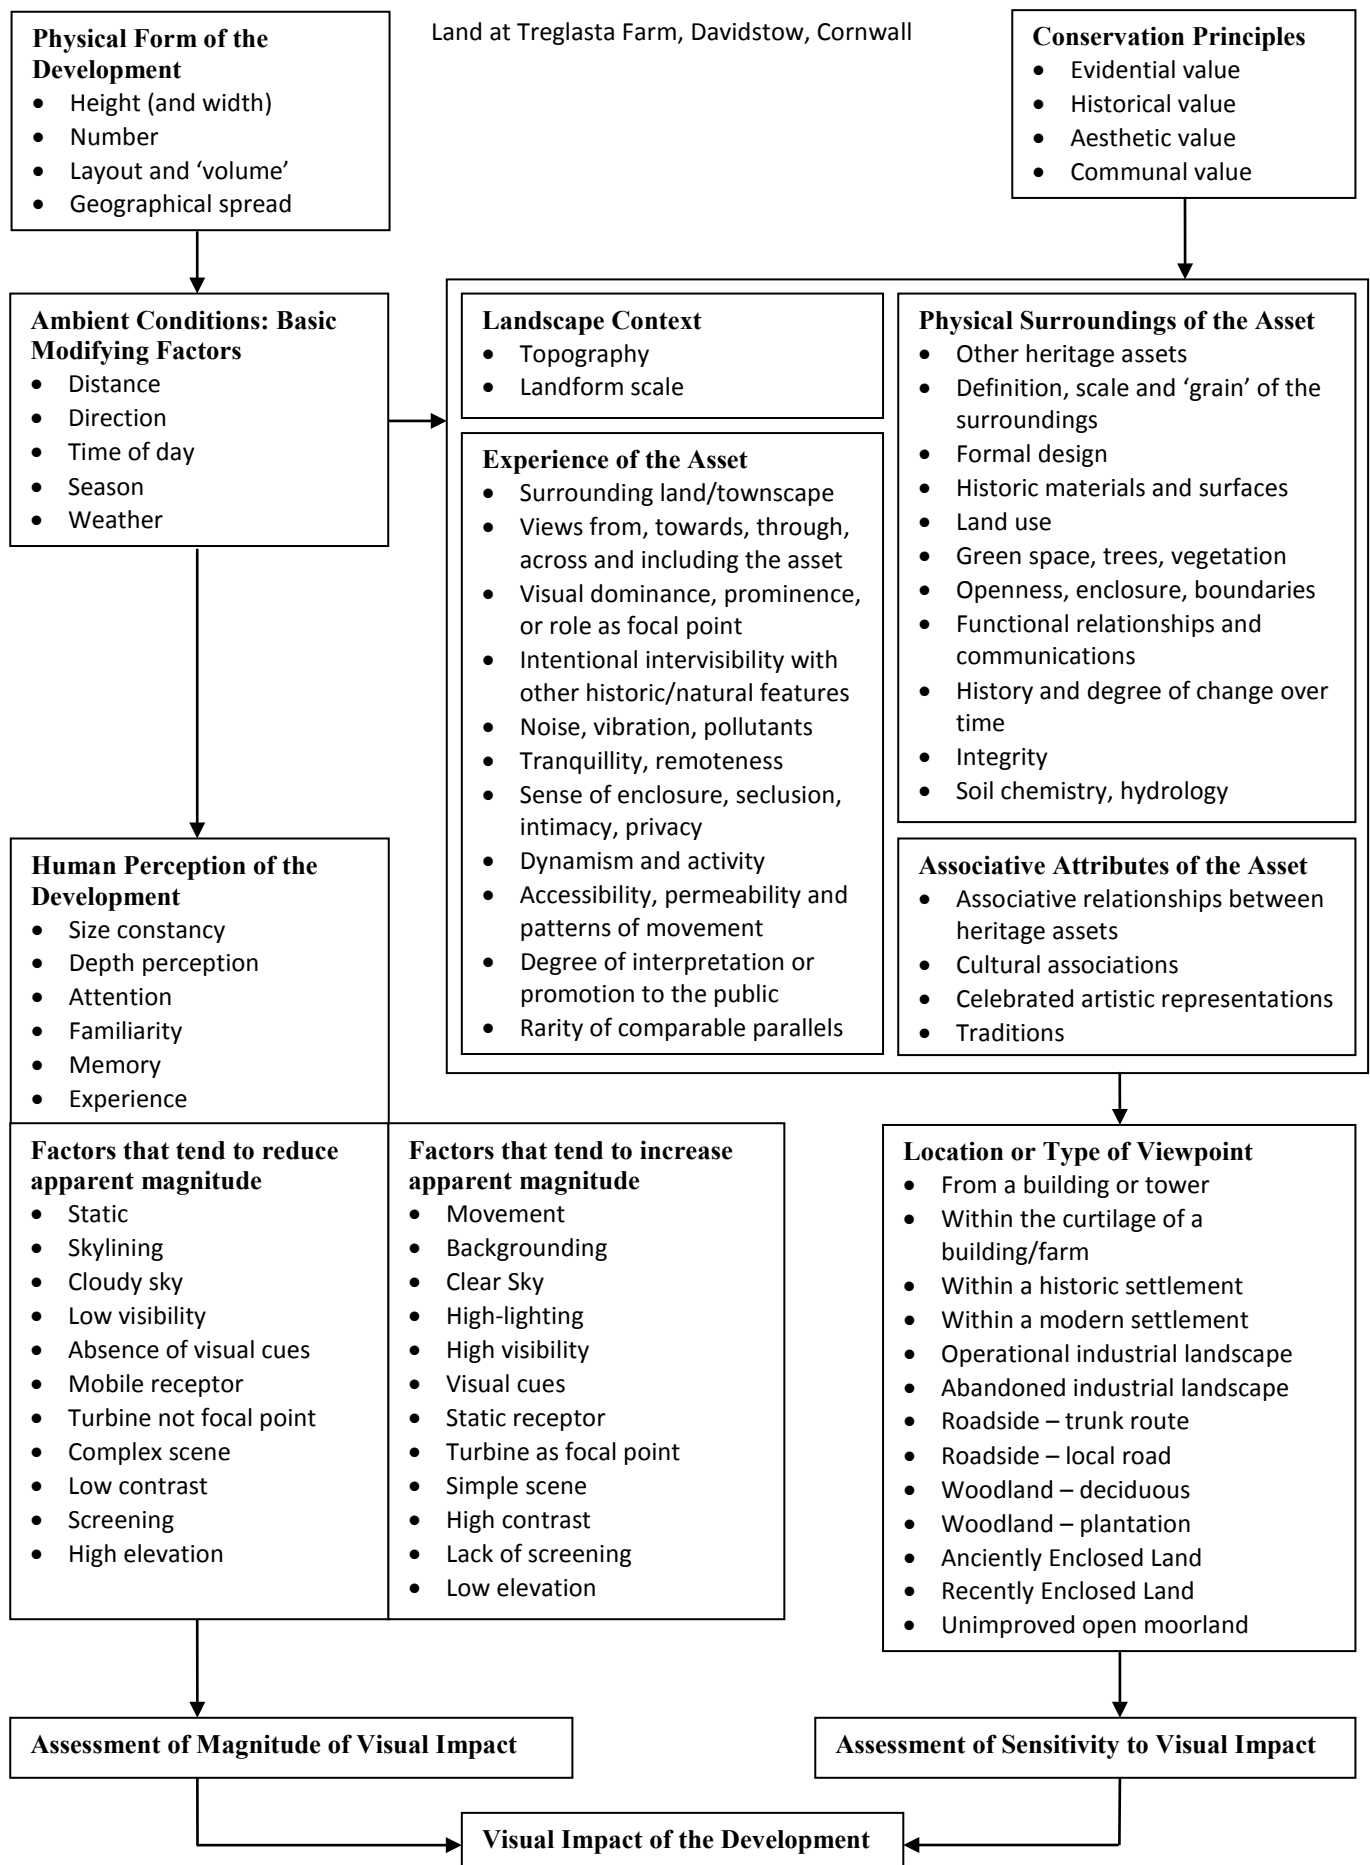 Land at Treglasta Farm, Davidstow, Cornwall
Physical Form of the
Development
• Height (and width)
• Number
• Layout and ‘volume’
• Geographical spread
Conservation Principles
• Evidential value
• Historical value
• Aesthetic value
• Communal value
Ambient Conditions: Basic
Modifying Factors
• Distance
• Direction
• Time of day
• Season
• Weather
Landscape Context
• Topography
• Landform scale
Experience of the Asset
• Surrounding land/townscape
• Views from, towards, through,
across and including the asset
• Visual dominance, prominence,
or role as focal point
• Intentional intervisibility with
other historic/natural features
• Noise, vibration, pollutants
• Tranquillity, remoteness
• Sense of enclosure, seclusion,
intimacy, privacy
• Dynamism and activity
• Accessibility, permeability and
patterns of movement
• Degree of interpretation or
promotion to the public
• Rarity of comparable parallels
Physical Surroundings of the Asset
• Other heritage assets
• Definition, scale and ‘grain’ of the
surroundings
• Formal design
• Historic materials and surfaces
• Land use
• Green space, trees, vegetation
• Openness, enclosure, boundaries
• Functional relationships and
communications
• History and degree of change over
time
• Integrity
• Soil chemistry, hydrology
Associative Attributes of the Asset
• Associative relationships between
heritage assets
• Cultural associations
• Celebrated artistic representations
• Traditions
Human Perception of the
Development
• Size constancy
• Depth perception
• Attention
• Familiarity
• Memory
• Experience
Factors that tend to reduce
apparent magnitude
• Static
• Skylining
• Cloudy sky
• Low visibility
• Absence of visual cues
• Mobile receptor
• Turbine not focal point
• Complex scene
• Low contrast
• Screening
• High elevation
Factors that tend to increase
apparent magnitude
• Movement
• Backgrounding
• Clear Sky
• High-lighting
• High visibility
• Visual cues
• Static receptor
• Turbine as focal point
• Simple scene
• High contrast
• Lack of screening
• Low elevation
Location or Type of Viewpoint
• From a building or tower
• Within the curtilage of a
building/farm
• Within a historic settlement
• Within a modern settlement
• Operational industrial landscape
• Abandoned industrial landscape
• Roadside – trunk route
• Roadside – local road
• Woodland – deciduous
• Woodland – plantation
• Anciently Enclosed Land
• Recently Enclosed Land
• Unimproved open moorland
Assessment of Magnitude of Visual Impact
Assessment of Sensitivity to Visual Impact
Visual Impact of the Development